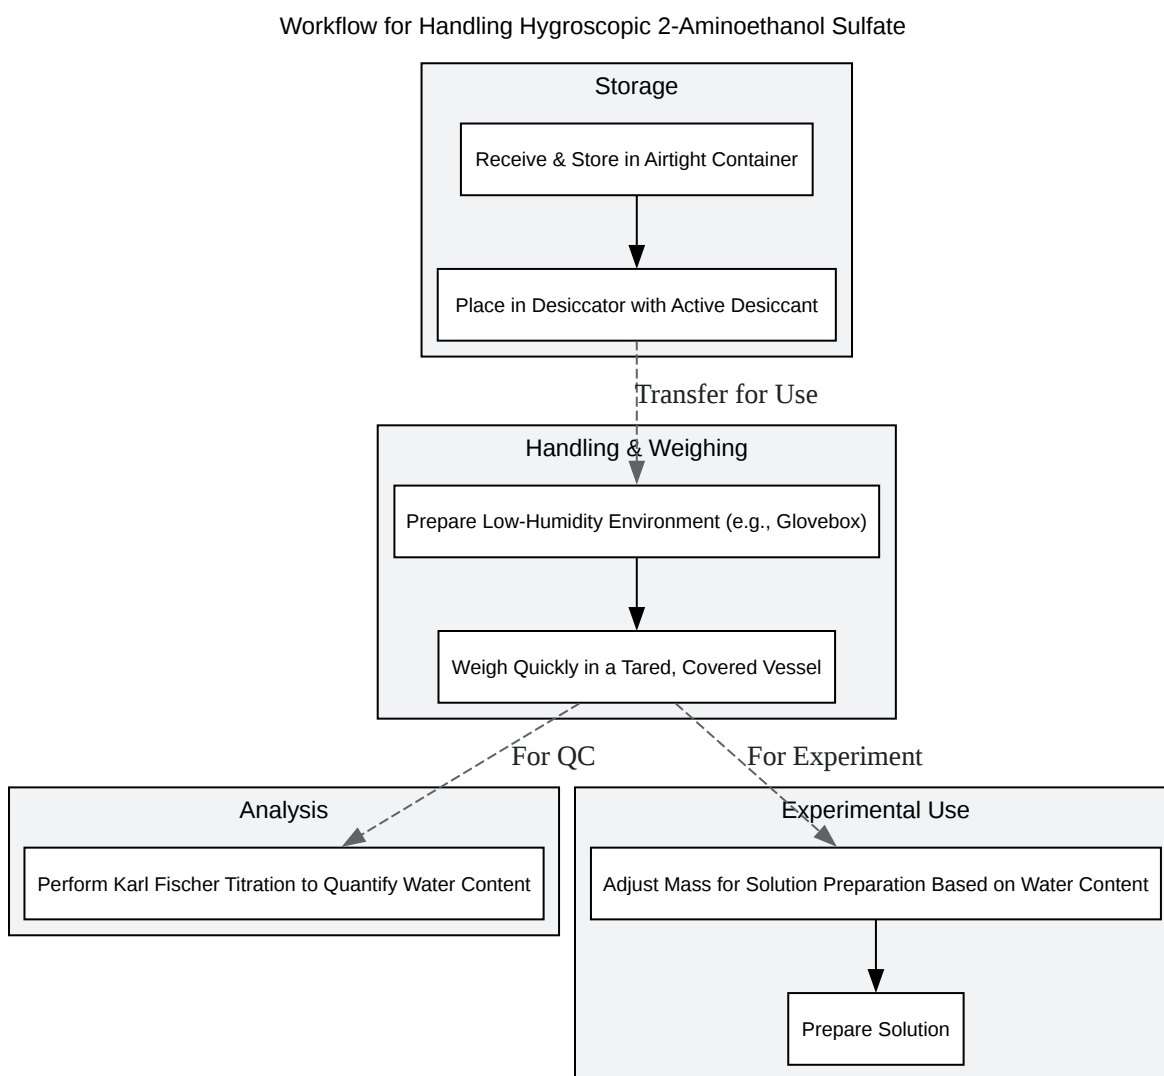 Workflow for Handling Hygroscopic 2-Aminoethanol Sulfate
Storage
Receive & Store in Airtight Container
Place in Desiccator with Active Desiccant
Transfer for Use
Handling & Weighing
Prepare Low-Humidity Environment (e.g., Glovebox)
Weigh Quickly in a Tared, Covered Vessel
For QC
For Experiment
Analysis
Perform Karl Fischer Titration to Quantify Water Content
Experimental Use
Adjust Mass for Solution Preparation Based on Water Content
Prepare Solution